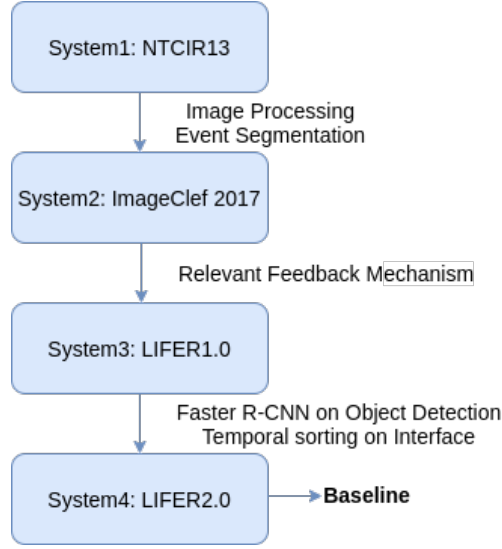 System1: NTCIR13
Image Processing
Event Segmentation
System2: ImageClef 2017
Relevant Feedback Mechanism
System3: LIFER1.0
Faster R-CNN on Object Detection
Temporal sorting on Interface
System4: LIFER2.0
Baseline